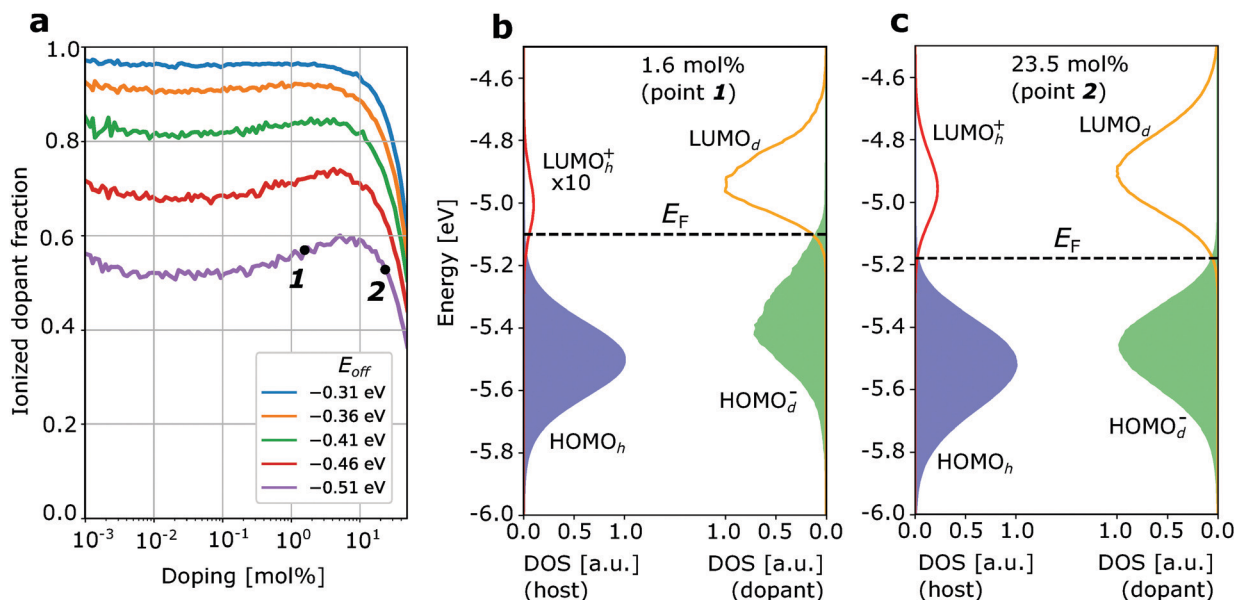 a
1.0
0.8
0.6
0.4
0.2
0.0
10⁻³
10⁻²
10⁻¹
10⁰
10¹
Ionized dopant fraction
Doping [mol%]
1
2
E_off
−0.31 eV
−0.36 eV
−0.41 eV
−0.46 eV
−0.51 eV
b
1.6 mol%
(point 1)
-4.6
-4.8
-5.0
-5.2
-5.4
-5.6
-5.8
-6.0
Energy [eV]
LUMO_h^+
x10
LUMO_d
E_F
HOMO_d^-
HOMO_h
0.0 0.5 1.0
1.0 0.5 0.0
DOS [a.u.]
(host)
DOS [a.u.]
(dopant)
c
23.5 mol%
(point 2)
-4.6
-4.8
-5.0
-5.2
-5.4
-5.6
-5.8
-6.0
LUMO_h^+
LUMO_d
E_F
HOMO_d^-
HOMO_h
0.0 0.5 1.0
1.0 0.5 0.0
DOS [a.u.]
(host)
DOS [a.u.]
(dopant)